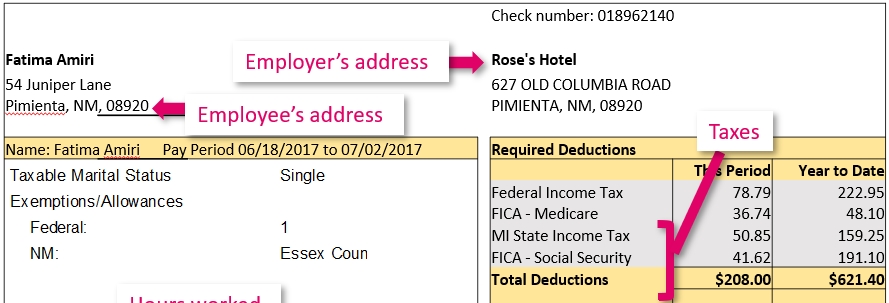 Check number: 018962140
Fatima Amiri
Employer's address
Rose's Hotel
54 Juniper Lane
627 OLD COLUMBIA ROAD
Pimienta, NM, 08920
Employee's address
PIMIENTA, NM, 08920
Taxes
Name: Fatima Amiri Pay Period 06/18/2017 to 07/02/2017
Required Deductions
Taxable Marital Status Single
This Period Year to Date
Exemptions/Allowances
Federal Income Tax 78.79 222.95
Federal: 1
FICA - Medicare 36.74 48.10
NM: Essex Coun
MI State Income Tax 50.85 159.25
FICA - Social Security 41.62 191.10
Total Deductions $208.00 $621.40
Hours worked